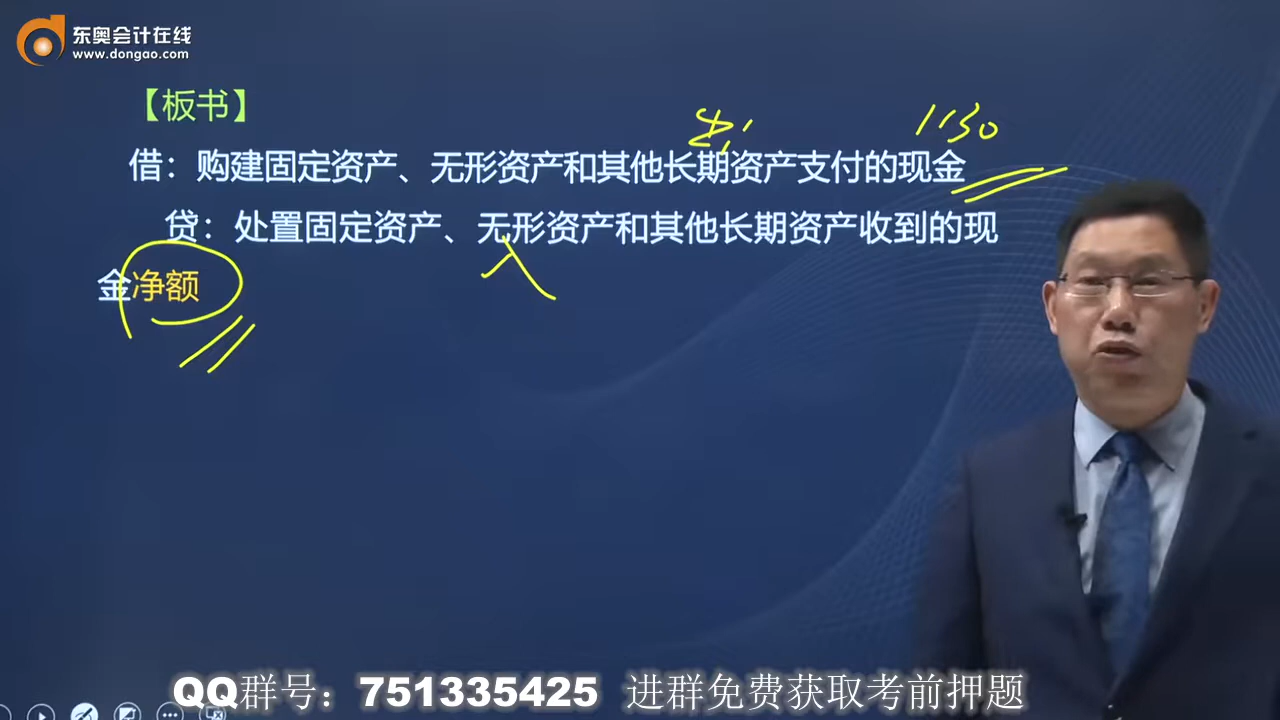 东奥会计在线
www.dongao.com
【板书】
出
1130
借：购建固定资产、无形资产和其他长期资产支付的现金
贷：处置固定资产、无形资产和其他长期资产收到的现
金净额
入
QQ群号：751335425 进群免费获取考前押题